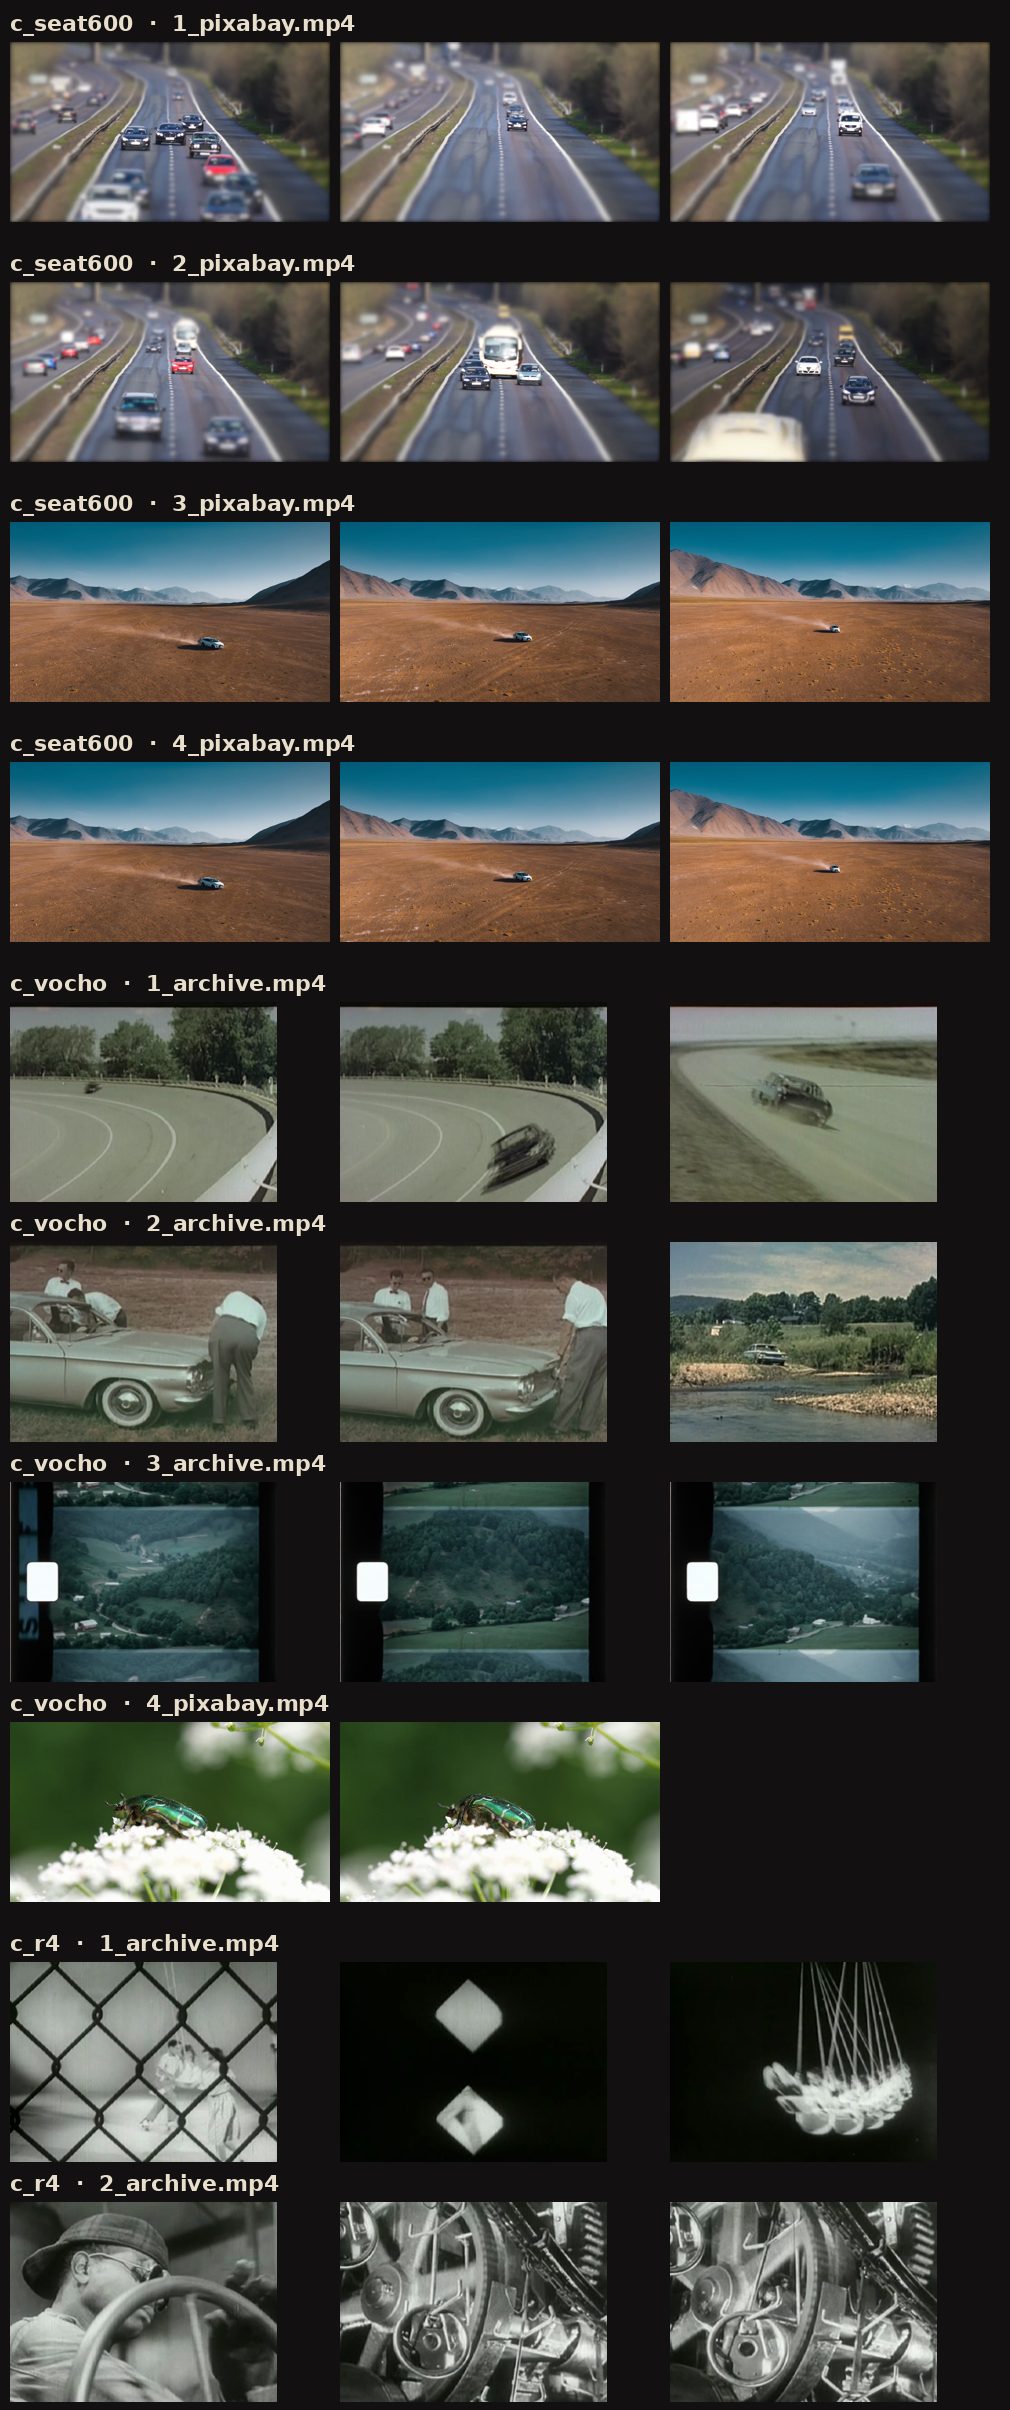 c_seat600 · 1_pixabay.mp4
c_seat600 · 2_pixabay.mp4
c_seat600 · 3_pixabay.mp4
c_seat600 · 4_pixabay.mp4
c_vocho · 1_archive.mp4
c_vocho · 2_archive.mp4
c_vocho · 3_archive.mp4
c_vocho · 4_pixabay.mp4
c_r4 · 1_archive.mp4
c_r4 · 2_archive.mp4